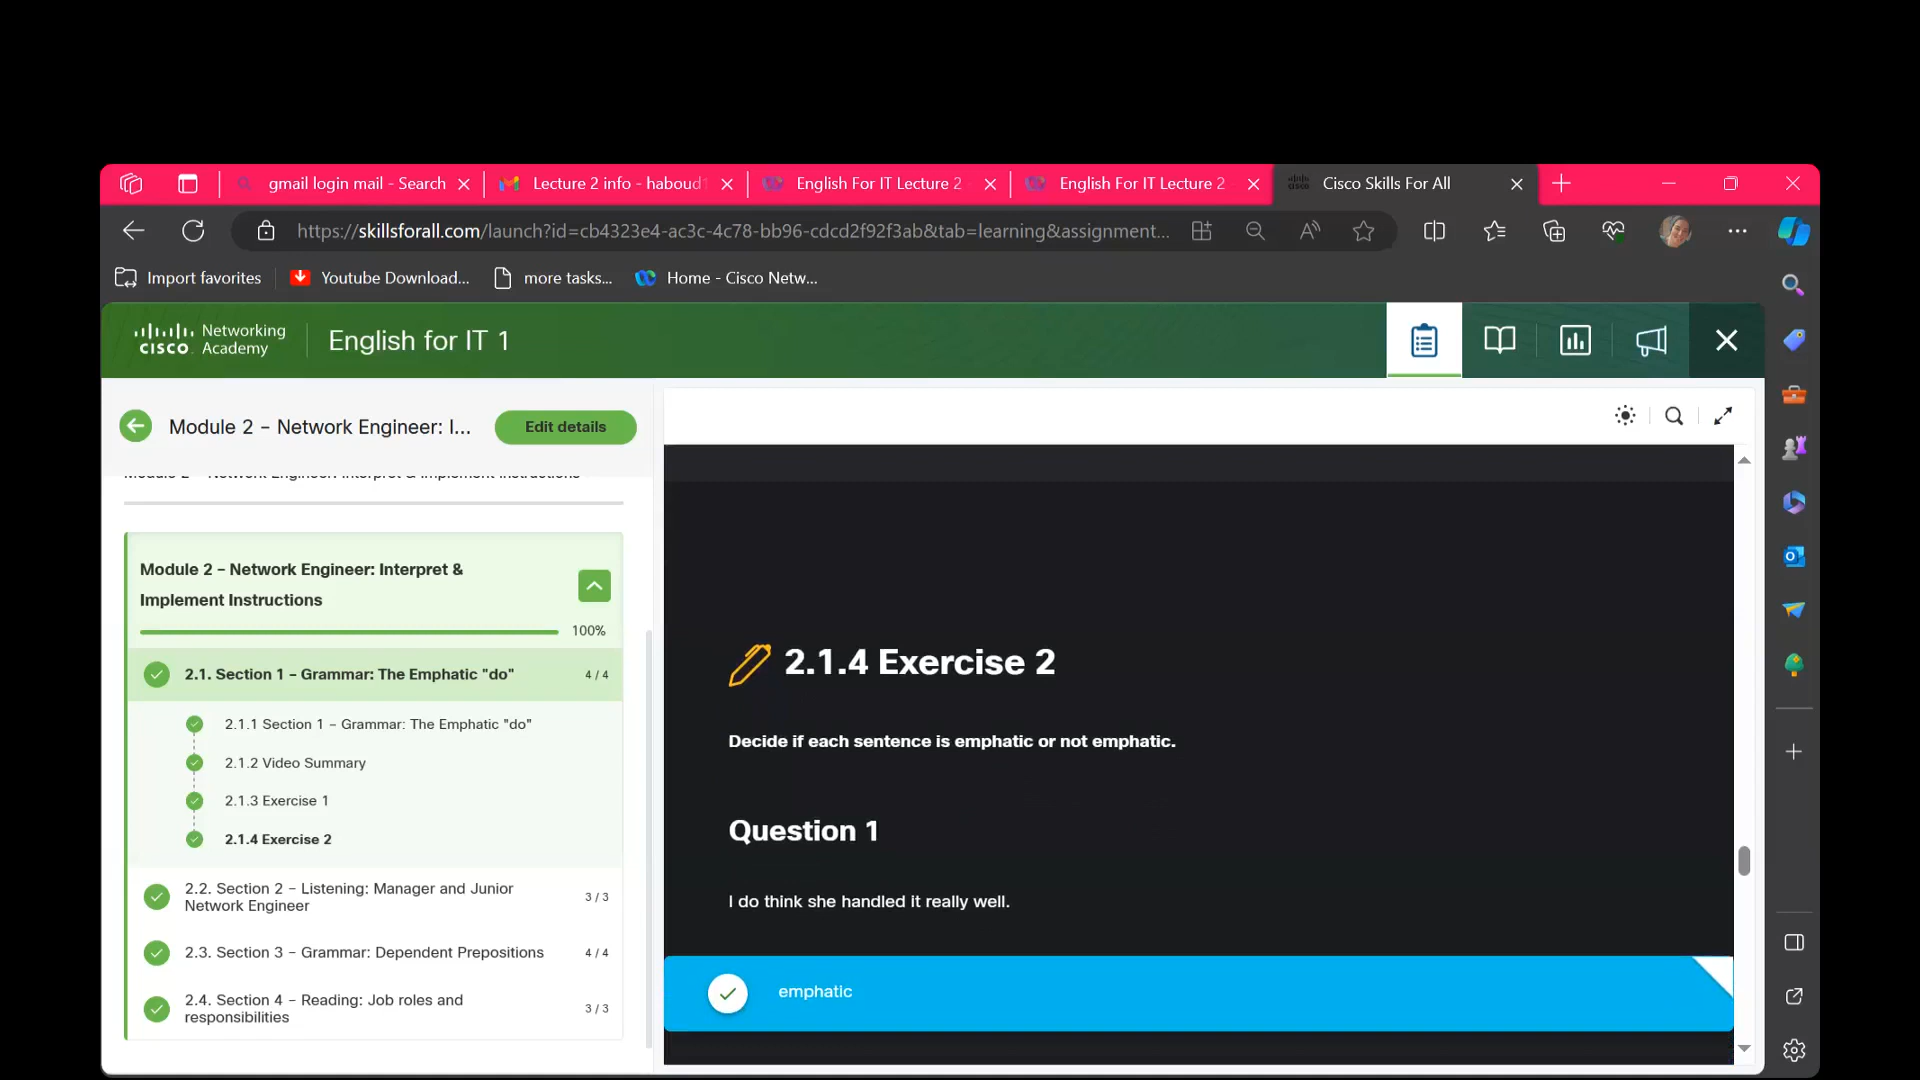 gmail login mail - Search
Lecture 2 info - haboud
English For IT Lecture 2
English For IT Lecture 2
Cisco Skills For All
https://skillsforall.com/launch?id=cb4323e4-ac3c-4c78-bb96-cdcd2f92f3ab&tab=learning&assignment...
Import favorites
Youtube Download...
more tasks...
Home - Cisco Netw...
CISCO Networking Academy
English for IT 1
Module 2 – Network Engineer: I...
Edit details
Module 2 – Network Engineer: Interpret & Implement Instructions
Module 2 – Network Engineer: Interpret &
Implement Instructions
100%
2.1. Section 1 – Grammar: The Emphatic "do" 4 / 4
2.1.1 Section 1 – Grammar: The Emphatic "do"
2.1.2 Video Summary
2.1.3 Exercise 1
2.1.4 Exercise 2
2.2. Section 2 – Listening: Manager and Junior
Network Engineer
3 / 3
2.3. Section 3 – Grammar: Dependent Prepositions 4 / 4
2.4. Section 4 – Reading: Job roles and
responsibilities
3 / 3
2.1.4 Exercise 2
Decide if each sentence is emphatic or not emphatic.
Question 1
I do think she handled it really well.
emphatic